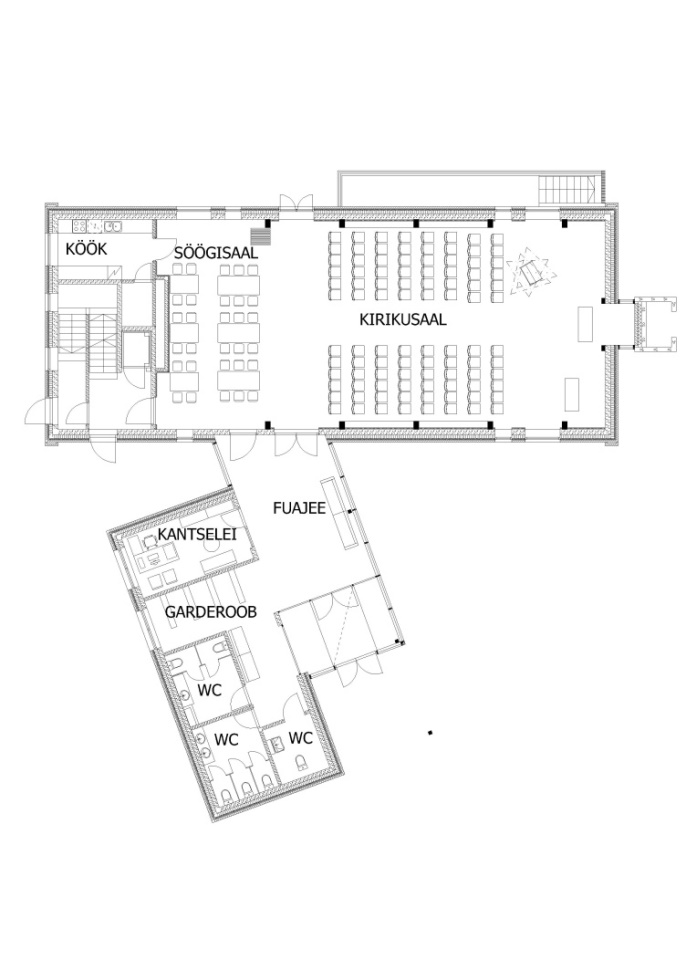 KÖÖK
SÖÖGISAAL
KIRIKUSAAL
FUAJEE
KANTSELEI
GARDEROOB
WC
WC
WC